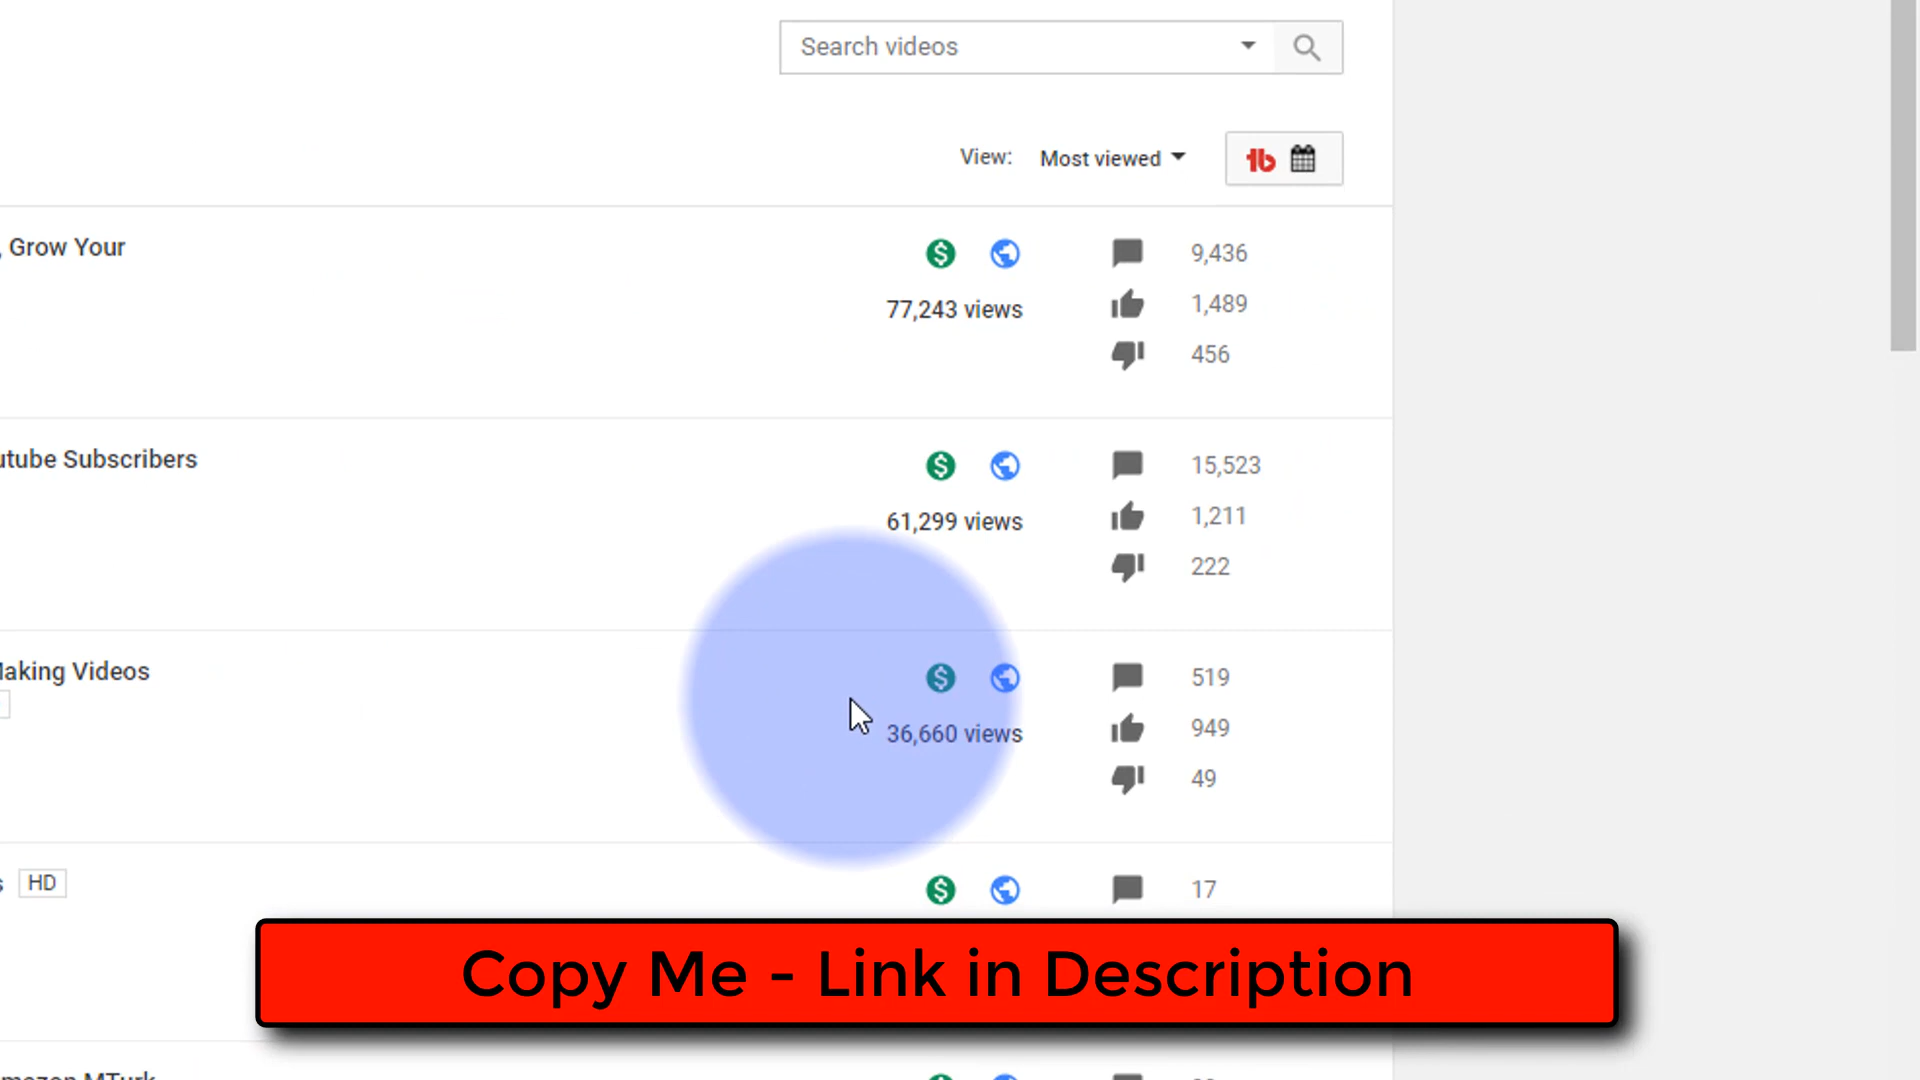 Search videos
View: Most viewed
Grow Your
9,436
77,243 views
1,489
456
Subscribers
15,523
61,299 views
1,211
222
Videos
519
36,660 views
949
49
HD
17
Copy Me - Link in Description
MTurk